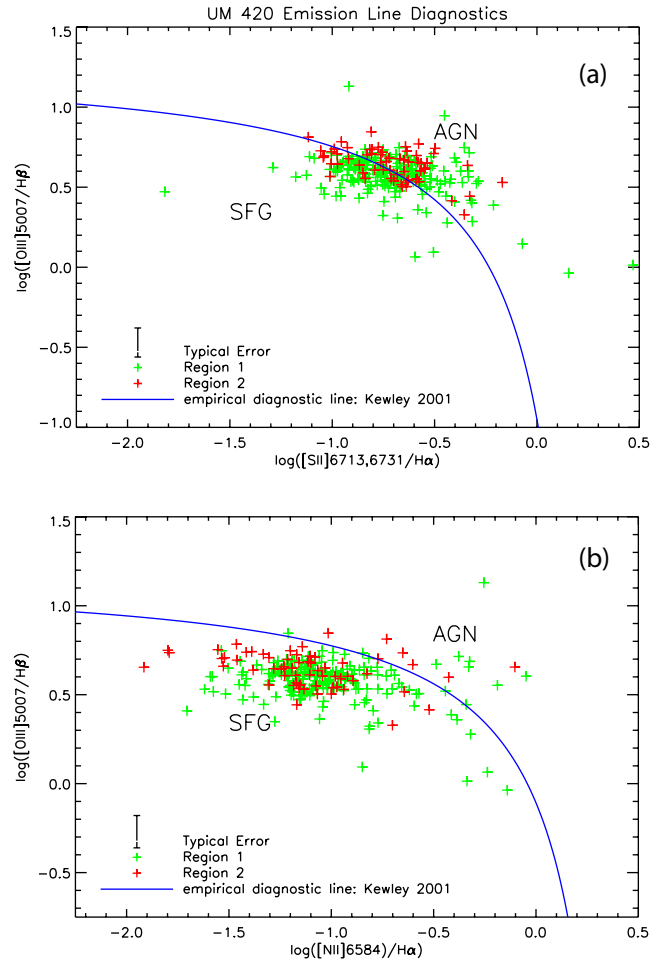 UM 420 Emission Line Diagnostics
1.5
1.0
0.5
0.0
−0.5
−1.0
log([OIII]5007/Hβ)
(a)
AGN
SFG
Typical Error
Region 1
Region 2
empirical diagnostic line: Kewley 2001
−2.0 −1.5 −1.0 −0.5 0.0 0.5
log([SII]6713,6731/Hα)
1.5
1.0
0.5
0.0
−0.5
log([OIII]5007/Hβ)
(b)
AGN
SFG
Typical Error
Region 1
Region 2
empirical diagnostic line: Kewley 2001
−2.0 −1.5 −1.0 −0.5 0.0 0.5
log([NII]6584)/Hα)